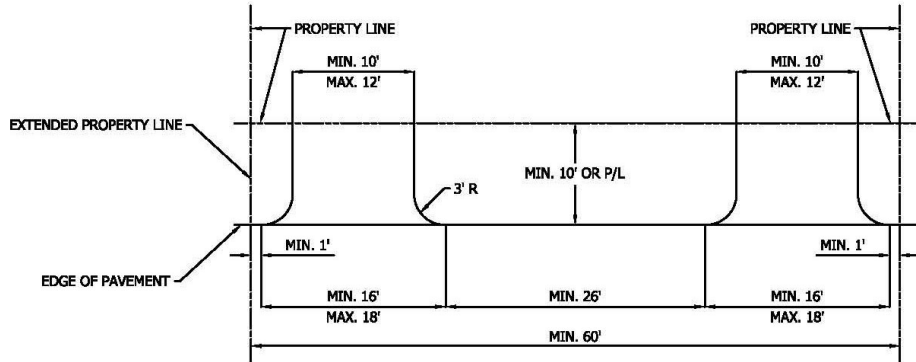 PROPERTY LINE
PROPERTY LINE
MIN. 10'
MAX. 12'
MIN. 10'
MAX. 12'
EXTENDED PROPERTY LINE
MIN. 10' OR P/L
3' R
MIN. 1'
MIN. 1'
EDGE OF PAVEMENT
MIN. 16'
MAX. 18'
MIN. 26'
MIN. 16'
MAX. 18'
MIN. 60'